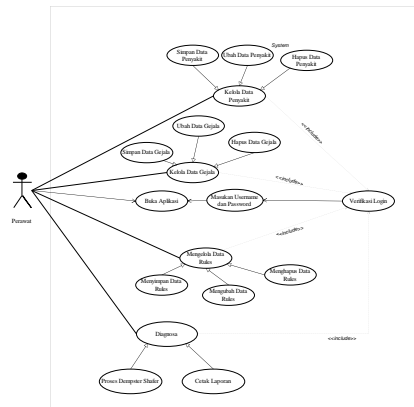 System
Simpan Data
Penyakit
Ubah Data Penyakit
Hapus Data
Penyakit
Kelola Data
Penyakit
Ubah Data Gejala
<<include>>
Simpan Data Gejala
Hapus Data Gejala
Kelola Data Gejala
<<include>>
Perawat
Buka Aplikasi
Masukan Username
dan Password
Verifikasi Login
<<include>>
Mengelola Data
Rules
Menyimpan Data
Rules
Mengubah Data
Rules
Menghapus Data
Rules
Diagnosa
<<include>>
Proses Dempster Shafer
Cetak Laporan